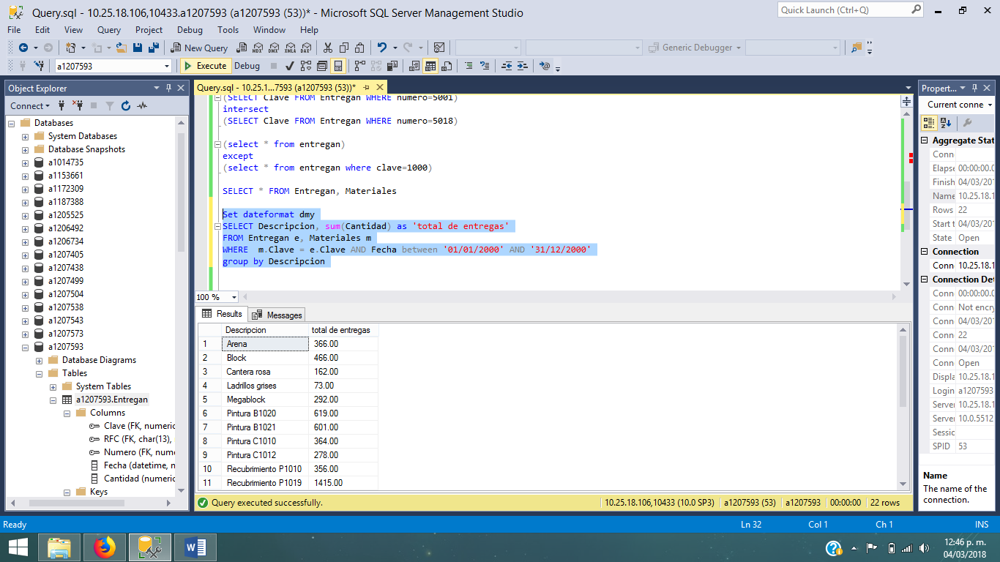 Query.sql - 10.25.18.106,10433.a1207593 (a1207593 (53))* - Microsoft SQL Server Management Studio
Quick Launch (Ctrl+Q)
File Edit View Query Project Debug Tools Window Help
New Query
MDX DMX XMLA DAX
Generic Debugger
a1207593
Execute Debug
Object Explorer
Connect
Databases
System Databases
Database Snapshots
a1014735
a1153661
a1172309
a1187388
a1205525
a1206492
a1206734
a1207405
a1207438
a1207499
a1207504
a1207538
a1207543
a1207573
a1207593
Database Diagrams
Tables
System Tables
a1207593.Entregan
Columns
Clave (FK, numeric
RFC (FK, char(13),
Numero (FK, num
Fecha (datetime, n
Cantidad (numeric
Keys
Query.sql - 10.25.1...7593 (a1207593 (53))*
(SELECT Clave FROM Entregan WHERE numero=5001)
intersect
(SELECT Clave FROM Entregan WHERE numero=5018)
(select * from entregan)
except
(select * from entregan where clave=1000)
SELECT * FROM Entregan, Materiales
Set dateformat dmy
SELECT Descripcion, sum(Cantidad) as 'total de entregas'
FROM Entregan e, Materiales m
WHERE  m.Clave = e.Clave AND Fecha between '01/01/2000' AND '31/12/2000'
group by Descripcion
100 %
Results Messages
Descripcion total de entregas
1 Arena 366.00
2 Block 466.00
3 Cantera rosa 162.00
4 Ladrillos grises 73.00
5 Megablock 292.00
6 Pintura B1020 619.00
7 Pintura B1021 601.00
8 Pintura C1010 364.00
9 Pintura C1012 278.00
10 Recubrimiento P1010 356.00
11 Recubrimiento P1019 1415.00
Query executed successfully.
10.25.18.106,10433 (10.0 SP3) a1207593 (53) a1207593 00:00:00 22 rows
Propert...
Current conne
Aggregate Stat
Conn
Elapse 00:00:00.0
Finish 04/03/201
Name 10.25.18.1
Rows 22
Start t 04/03/201
State Open
Connection
Conn 10.25.18.1
Connection Det
Conn 00:00:00.0
Conn Not encry
Conn 04/03/201
Conn 22
Conn 04/03/201
Conn Open
Displa 10.25.18.1
Login a1207593
Server 10.25.18.1
Server 10.0.5512
Sessic
SPID 53
Name
The name of the
connection.
Ready
Ln 32 Col 1 Ch 1 INS
12:46 p. m.
04/03/2018